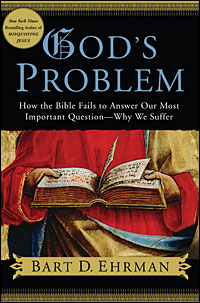 New York Times
Bestselling Author of
MISQUOTING
JESUS
GOD'S
PROBLEM
How the Bible Fails to Answer Our Most
Important Question—Why We Suffer
BART D. EHRMAN